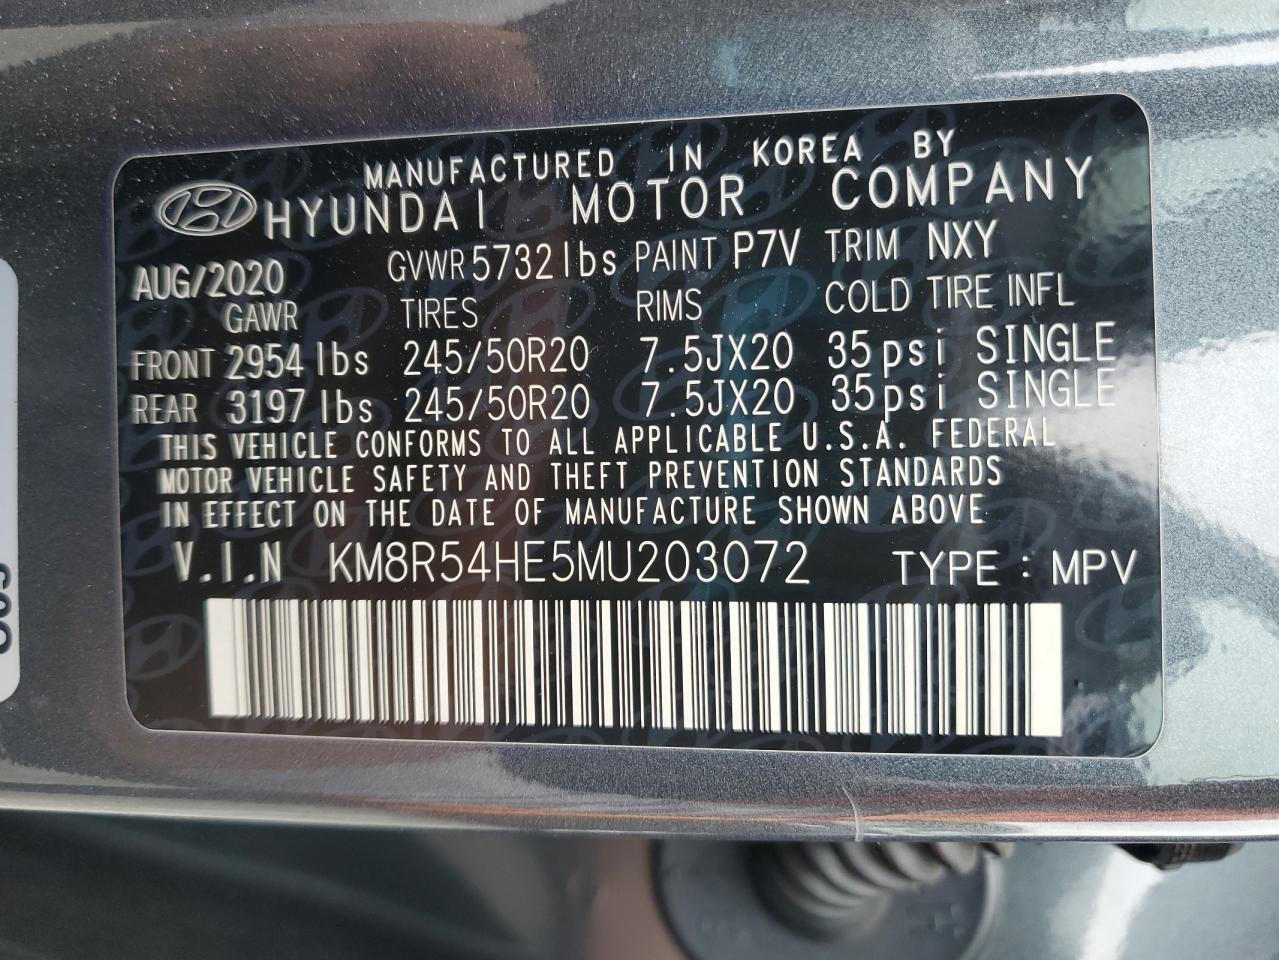 MANUFACTURED IN KOREA BY
HYUNDAI MOTOR COMPANY
AUG/2020 GVWR 5732lbs PAINT P7V TRIM NXY
GAWR TIRES RIMS COLD TIRE INFL
FRONT 2954 lbs 245/50R20 7.5JX20 35psi SINGLE
REAR 3197 lbs 245/50R20 7.5JX20 35psi SINGLE
THIS VEHICLE CONFORMS TO ALL APPLICABLE U.S.A. FEDERAL
MOTOR VEHICLE SAFETY AND THEFT PREVENTION STANDARDS
IN EFFECT ON THE DATE OF MANUFACTURE SHOWN ABOVE
V.I.N KM8R54HE5MU203072 TYPE : MPV